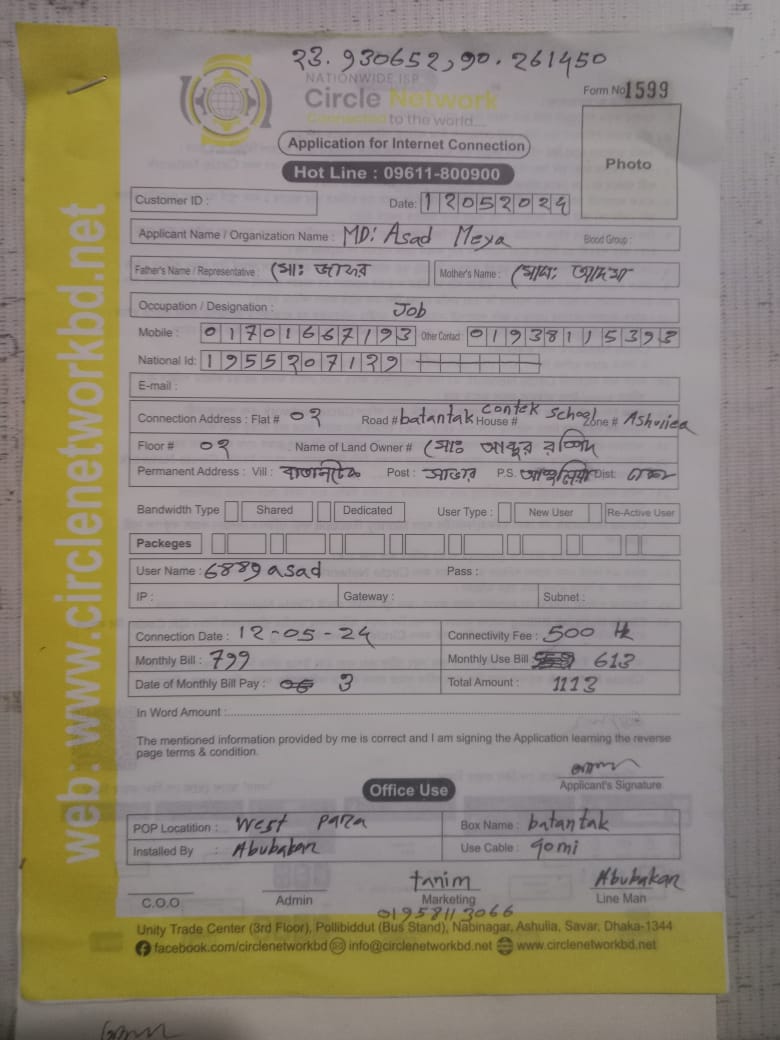 23.930652,90.261450
NATIONWIDE ISP
Circle Network
Connected to the world...
Form No 1599
Application for Internet Connection
Photo
Hot Line : 09611-800900
Customer ID :
Date: 12052024
Applicant Name / Organization Name : MD: Asad Meya Blood Group :
Father's Name / Representative : মোঃ জাফর Mother's Name : মোসা:
Occupation / Designation : Job
Mobile : 01701667193 Other Contact 01938115392
National Id: 1955207129
E-mail :
Connection Address : Flat # 02 Road # batantak House # contek school Zone # Ashuliea
Floor # 02 Name of Land Owner # মোঃ আব্দুর রশিদ
Permanent Address : Vill : বাতানটেক Post : সাভার P.S. আশুলিয়া Dist ঢাকা
Bandwidth Type Shared Dedicated User Type : New User Re-Active User
Packeges
User Name : 6889asad Pass :
IP : Gateway : Subnet :
Connection Date : 12-05-24 Connectivity Fee : 500 tk
Monthly Bill : 799 Monthly Use Bill 613
Date of Monthly Bill Pay : 3 Total Amount : 1113
In Word Amount :
The mentioned information provided by me is correct and I am signing the Application learning the reverse
page terms & condition.
Applicant's Signature
Office Use
POP Locatition : West para Box Name : batantak
Installed By : Abubakar Use Cable : 90mi
tanim Abubakar
C.O.O. Admin Marketing Line Man
01958113066
Unity Trade Center (3rd Floor), Pollibiddut (Bus Stand), Nabinagar, Ashulia, Savar, Dhaka-1344
facebook.com/circlenetworkbd info@circlenetworkbd.net www.circlenetworkbd.net
web: www.circlenetworkbd.net